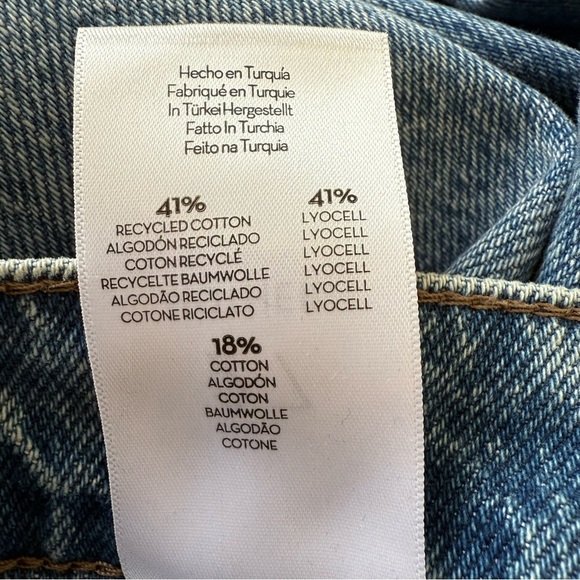 Hecho en Turquía
Fabriqué en Turquie
In Türkei Hergestellt
Fatto In Turchia
Feito na Turquia
41%
RECYCLED COTTON
ALGODÓN RECICLADO
COTON RECYCLÉ
RECYCELTE BAUMWOLLE
ALGODÃO RECICLADO
COTONE RICICLATO
41%
LYOCELL
LYOCELL
LYOCELL
LYOCELL
LYOCELL
LYOCELL
18%
COTTON
ALGODÓN
COTON
BAUMWOLLE
ALGODÃO
COTONE